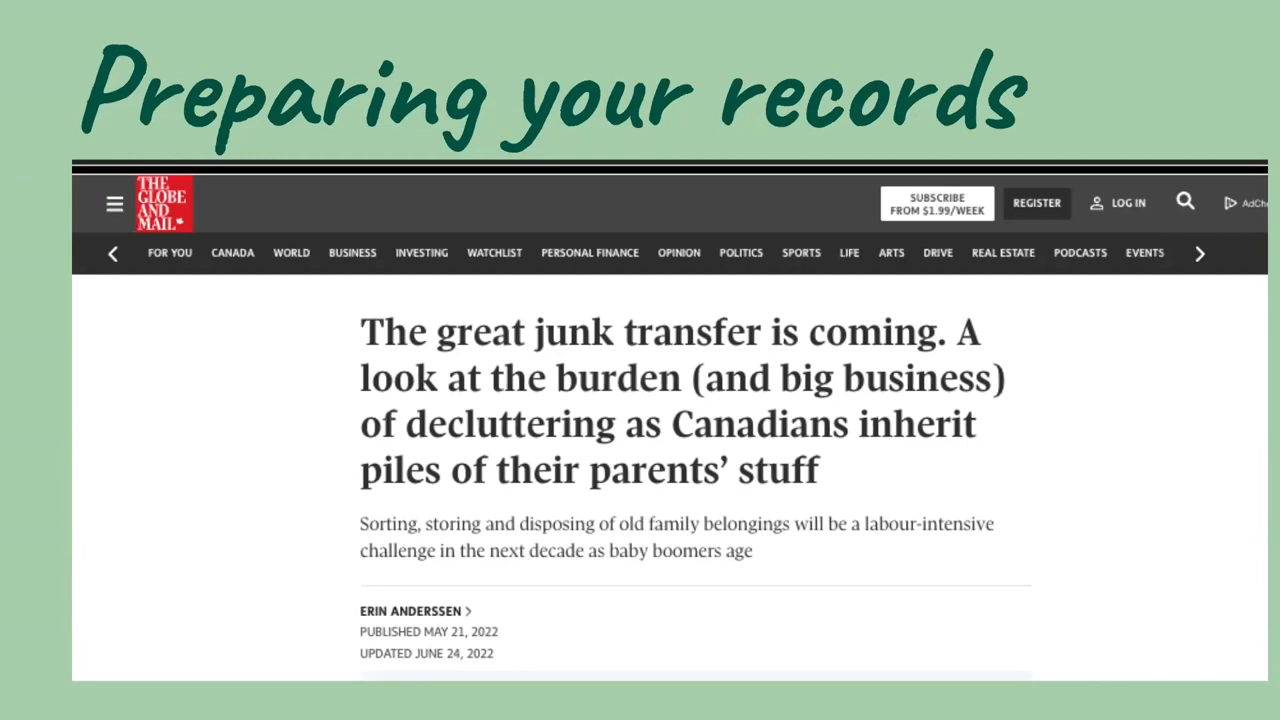 Preparing your records
THE
GLOBE
AND
MAIL
SUBSCRIBE
FROM $1.99/WEEK
REGISTER
LOG IN
FOR YOU CANADA WORLD BUSINESS INVESTING WATCHLIST PERSONAL FINANCE OPINION POLITICS SPORTS LIFE ARTS DRIVE REAL ESTATE PODCASTS EVENTS
The great junk transfer is coming. A
look at the burden (and big business)
of decluttering as Canadians inherit
piles of their parents’ stuff
Sorting, storing and disposing of old family belongings will be a labour-intensive
challenge in the next decade as baby boomers age
ERIN ANDERSSEN
PUBLISHED MAY 21, 2022
UPDATED JUNE 24, 2022